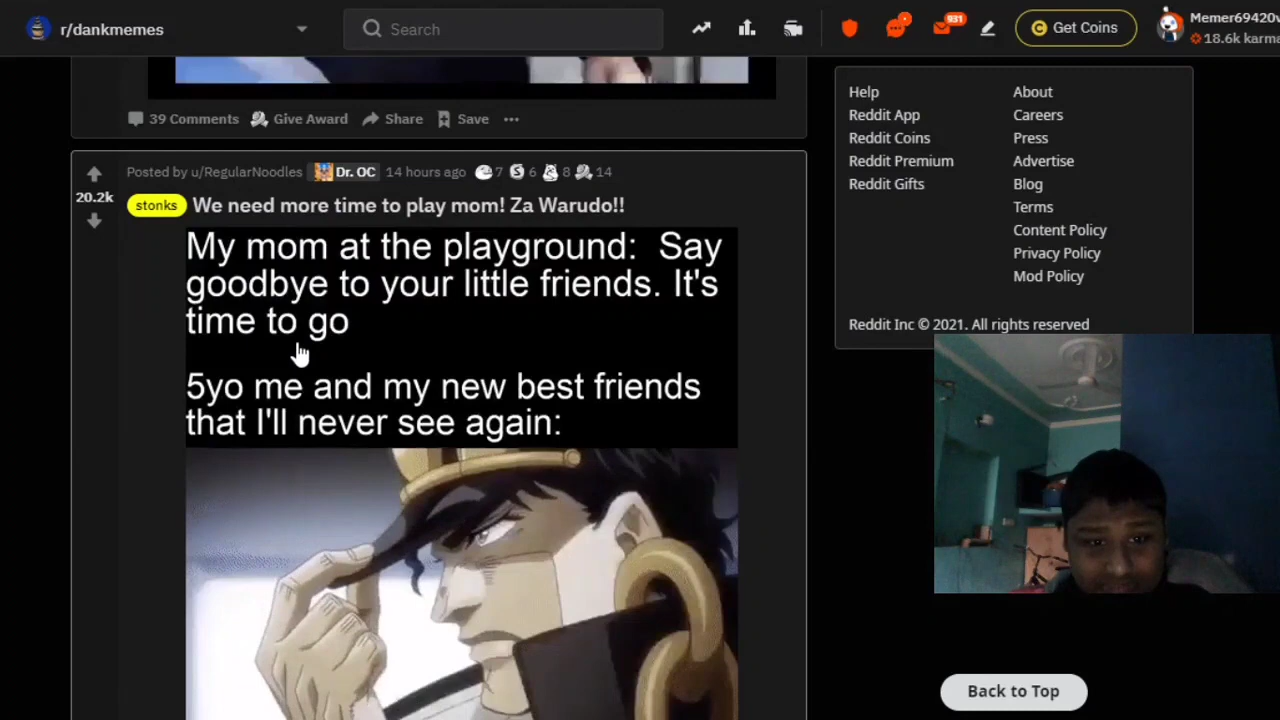 r/dankmemes
Search
931
Get Coins
Memer69420
18.6k karma
39 Comments Give Award Share Save
Posted by u/RegularNoodles Dr. OC 14 hours ago 7 6 8 14
20.2k
stonks We need more time to play mom! Za Warudo!!
My mom at the playground: Say
goodbye to your little friends. It's
time to go
5yo me and my new best friends
that I'll never see again:
Help
Reddit App
Reddit Coins
Reddit Premium
Reddit Gifts
About
Careers
Press
Advertise
Blog
Terms
Content Policy
Privacy Policy
Mod Policy
Reddit Inc © 2021. All rights reserved
Back to Top